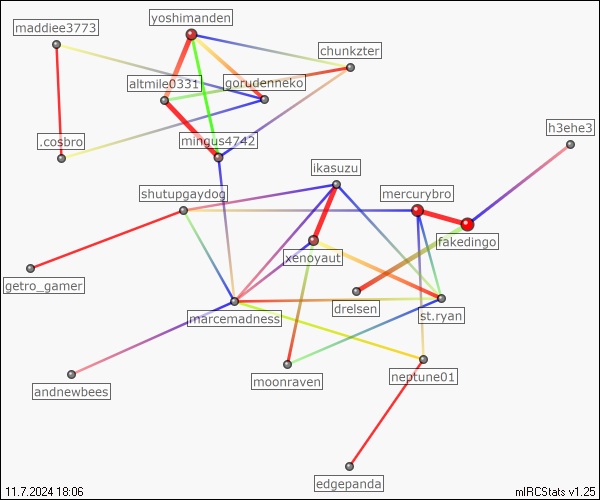 yoshimanden
maddiee3773
chunkzter
altmile0331
gorudenneko
h3ehe3
.cosbro
mingus4742
ikasuzu
shutupgaydog
mercurybro
fakedingo
xenoyaut
getro_gamer
drelsen
marcemadness
st.ryan
moonraven
neptune01
andnewbees
edgepanda
11.7.2024 18:06
mIRCStats v1.25